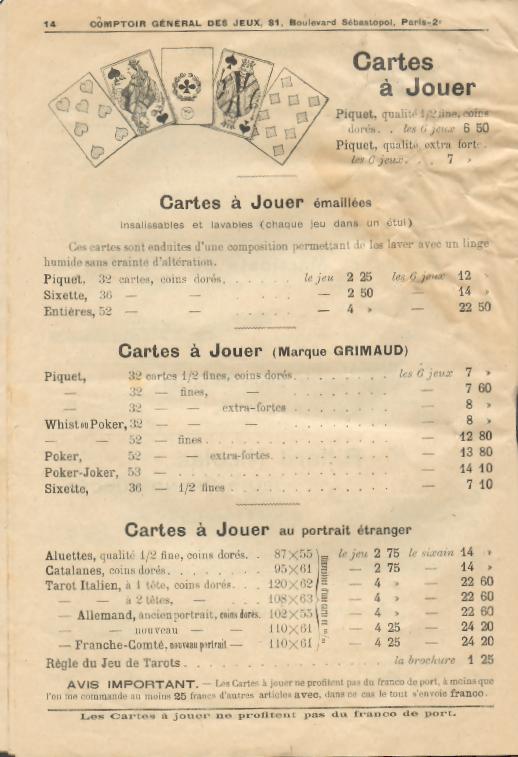 14 COMPTOIR GÉNÉRAL DES JEUX, 81, Boulevard Sébastopol, Paris-2e
Cartes
à Jouer
Piquet, qualité 1/2 fine, coins
dorés. . les 6 jeux 6 50
Piquet, qualité extra forte.
les 6 jeux. . . 7 »
Cartes à Jouer émaillées
Insalissables et lavables (chaque jeu dans un étui)
Ces cartes sont enduites d'une composition permettant de les laver avec un linge
humide sans crainte d'altération.
Piquet, 32 cartes, coins dorés. . . . . . le jeu 2 25 les 6 jeux 12 »
Sixette, 36 — — . . . . — 2 50 — 14 »
Entières, 52 — — . . . . — 4 » — 22 50
Cartes à Jouer (Marque GRIMAUD)
Piquet, 32 cartes 1/2 fines, coins dorés. . . . . . . . les 6 jeux 7 »
— 32 — fines, — . . . . . . . . — 7 60
— 32 — — extra-fortes . . . . . . . . — 8 »
Whist ou Poker, 32 — — — . . . . . . . . — 8 »
— — 52 — fines . . . . . . . . — 12 80
Poker, 52 — — extra-fortes. . . . . . . . — 13 80
Poker-Joker, 53 — — . . . . . . . . — 14 10
Sixette, 36 — 1/2 fines . . . . . . . . — 7 10
Cartes à Jouer au portrait étranger
Aluettes, qualité 1/2 fine, coins dorés. . 87×55 le jeu 2 75 le sixain 14 »
Catalanes, coins dorés. . . . . . 95×61 — 2 75 — 14 »
Tarot Italien, à 1 tête, coins dorés. . . . 120×62 — 4 » — 22 60
— — à 2 têtes, — . . . . 108×63 — 4 » — 22 60
— Allemand, ancien portrait, coins dorés. 102×55 — 4 » — 22 60
— — nouveau — . . . . 110×61 — 4 25 — 24 20
— Franche-Comté, nouveau portrait — . . 110×61 — 4 25 — 24 20
Dimensions d'une carte en m/m
Règle du Jeu de Tarots . . . . . . . . . . . . la brochure 1 25
AVIS IMPORTANT. — Les Cartes à jouer ne profitent pas du franco de port, à moins que
l'on me commande au moins 25 francs d'autres articles avec, dans ce cas le tout s'envoie franco.
Les Cartes à jouer ne profitent pas du franco de port.